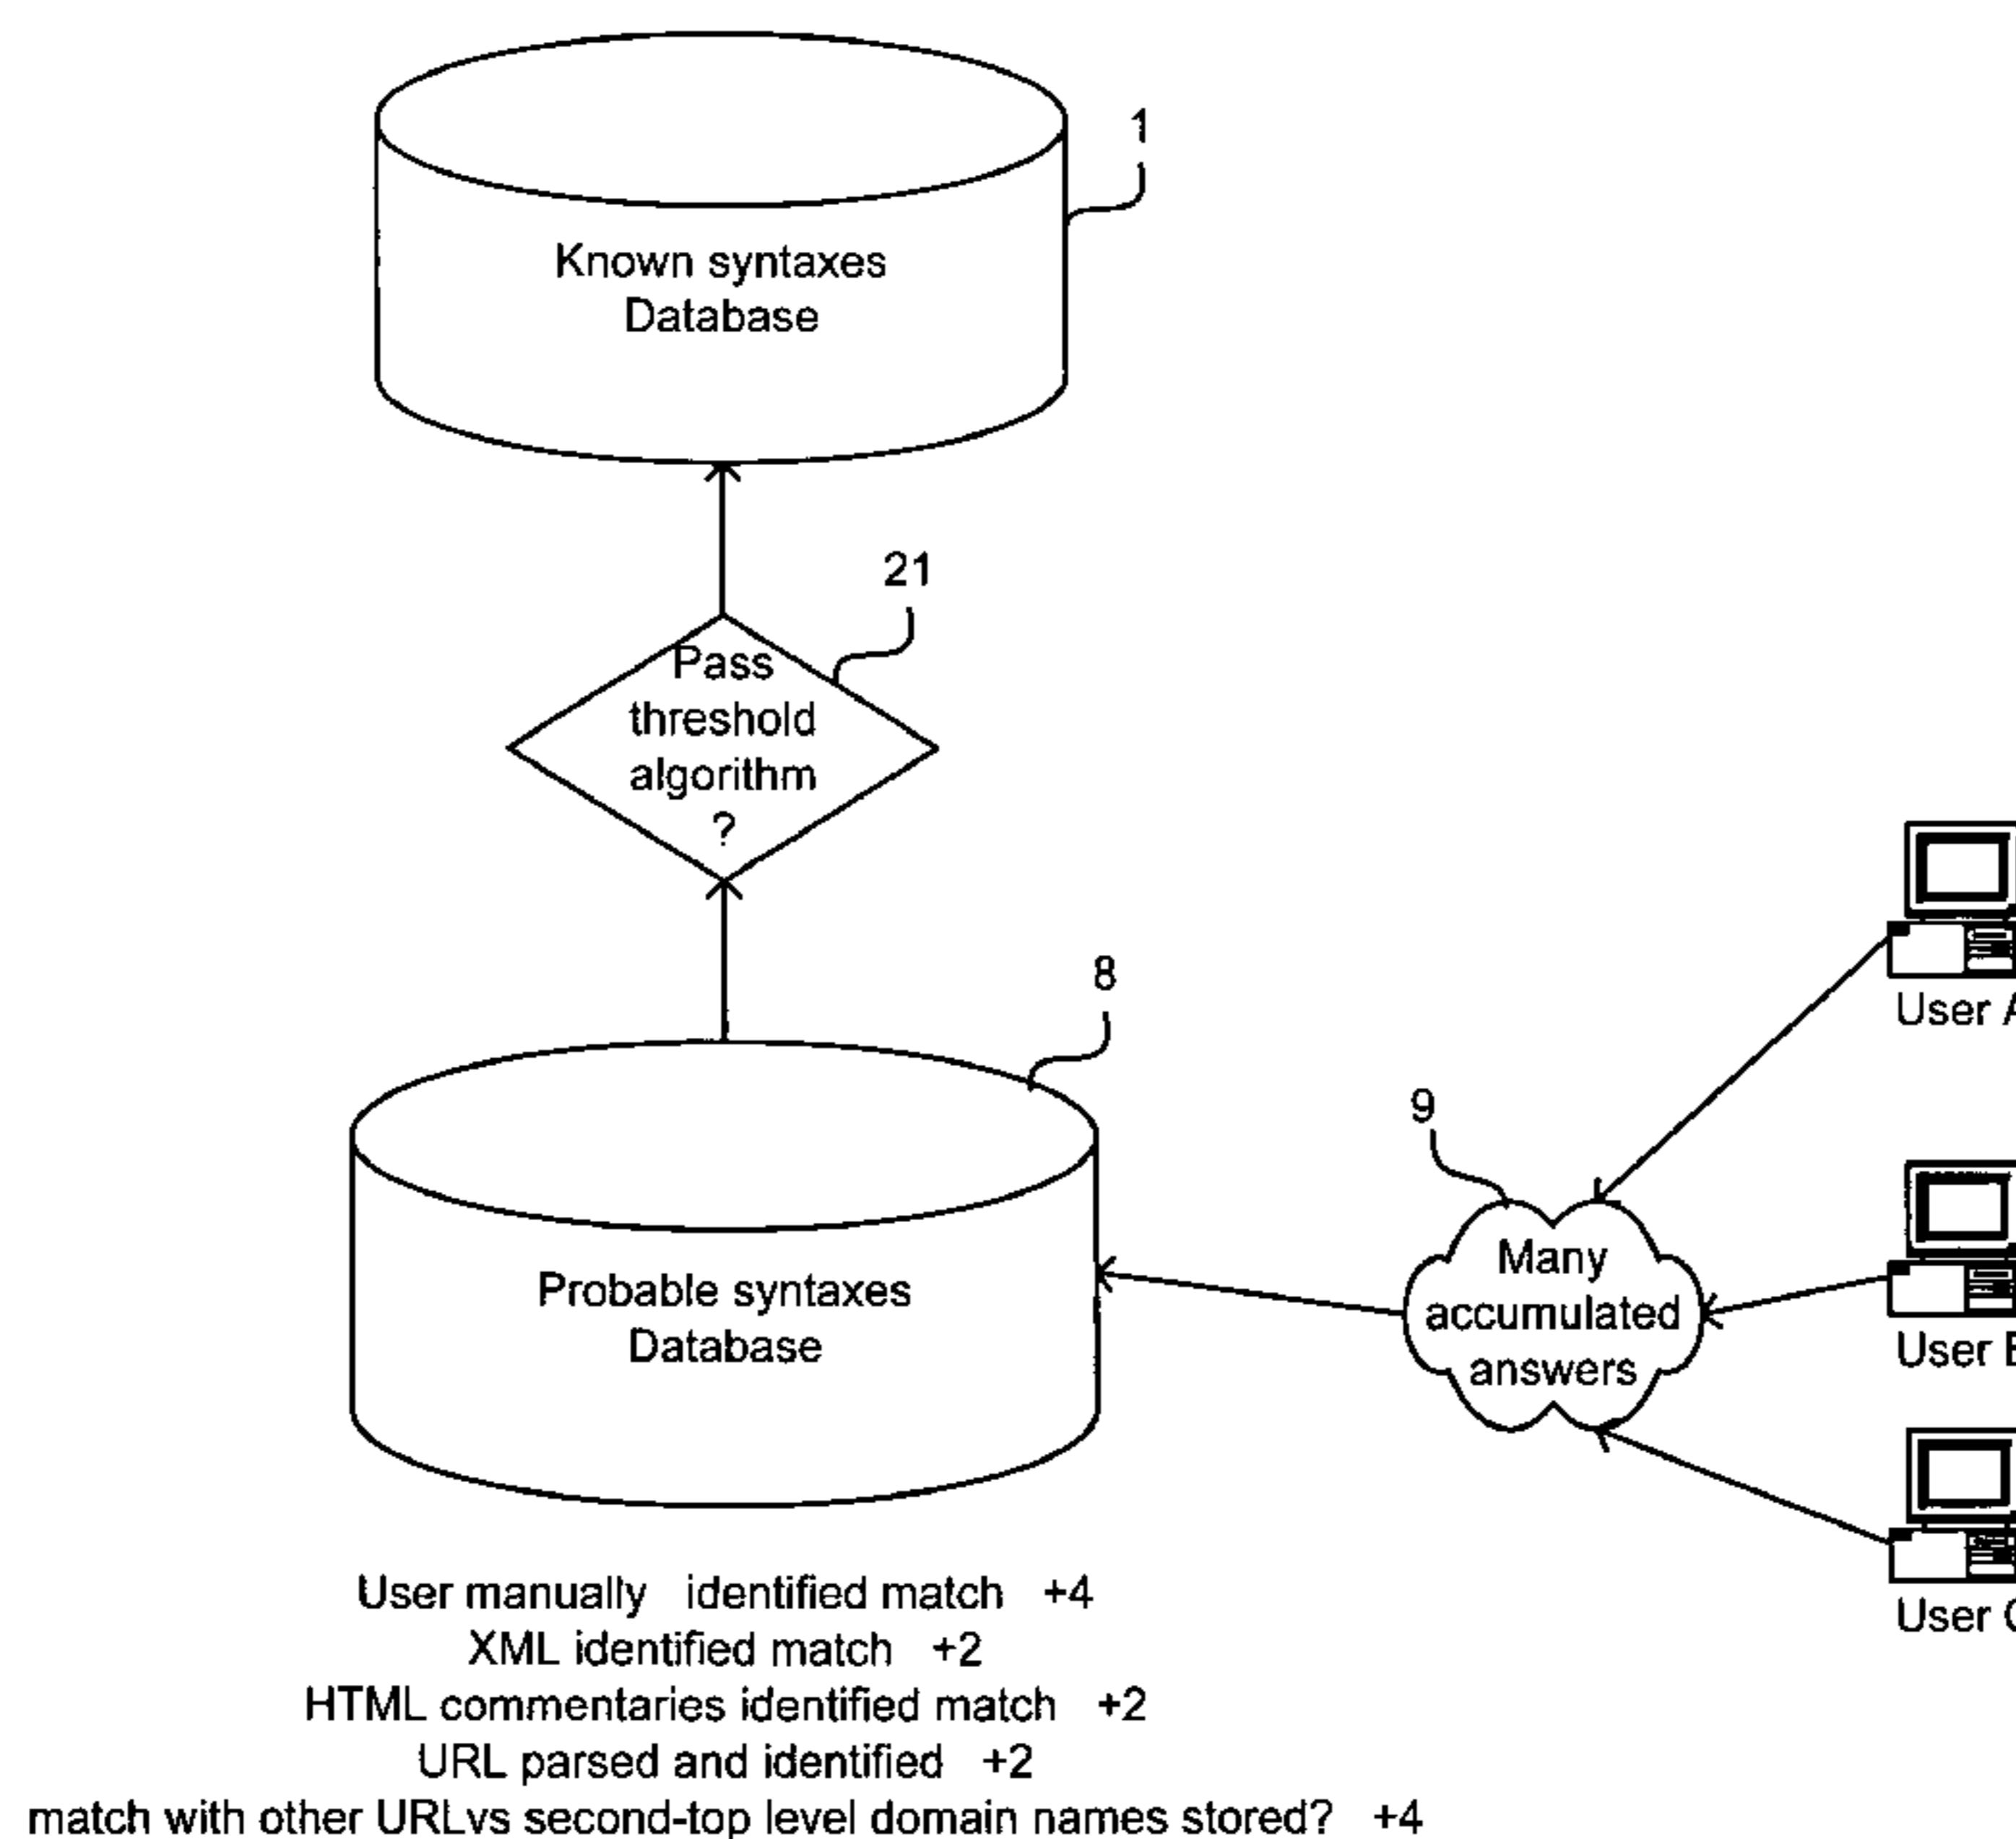 1
Known syntaxes
Database
21
Pass
threshold
algorithm
?
8
9
User A
Many
accumulated
answers
Probable syntaxes
Database
User
User
User manually identified match +4
XML identified match +2
HTML commentaries identified match +2
URL parsed and identified +2
match with other URLvs second-top level domain names stored? +4